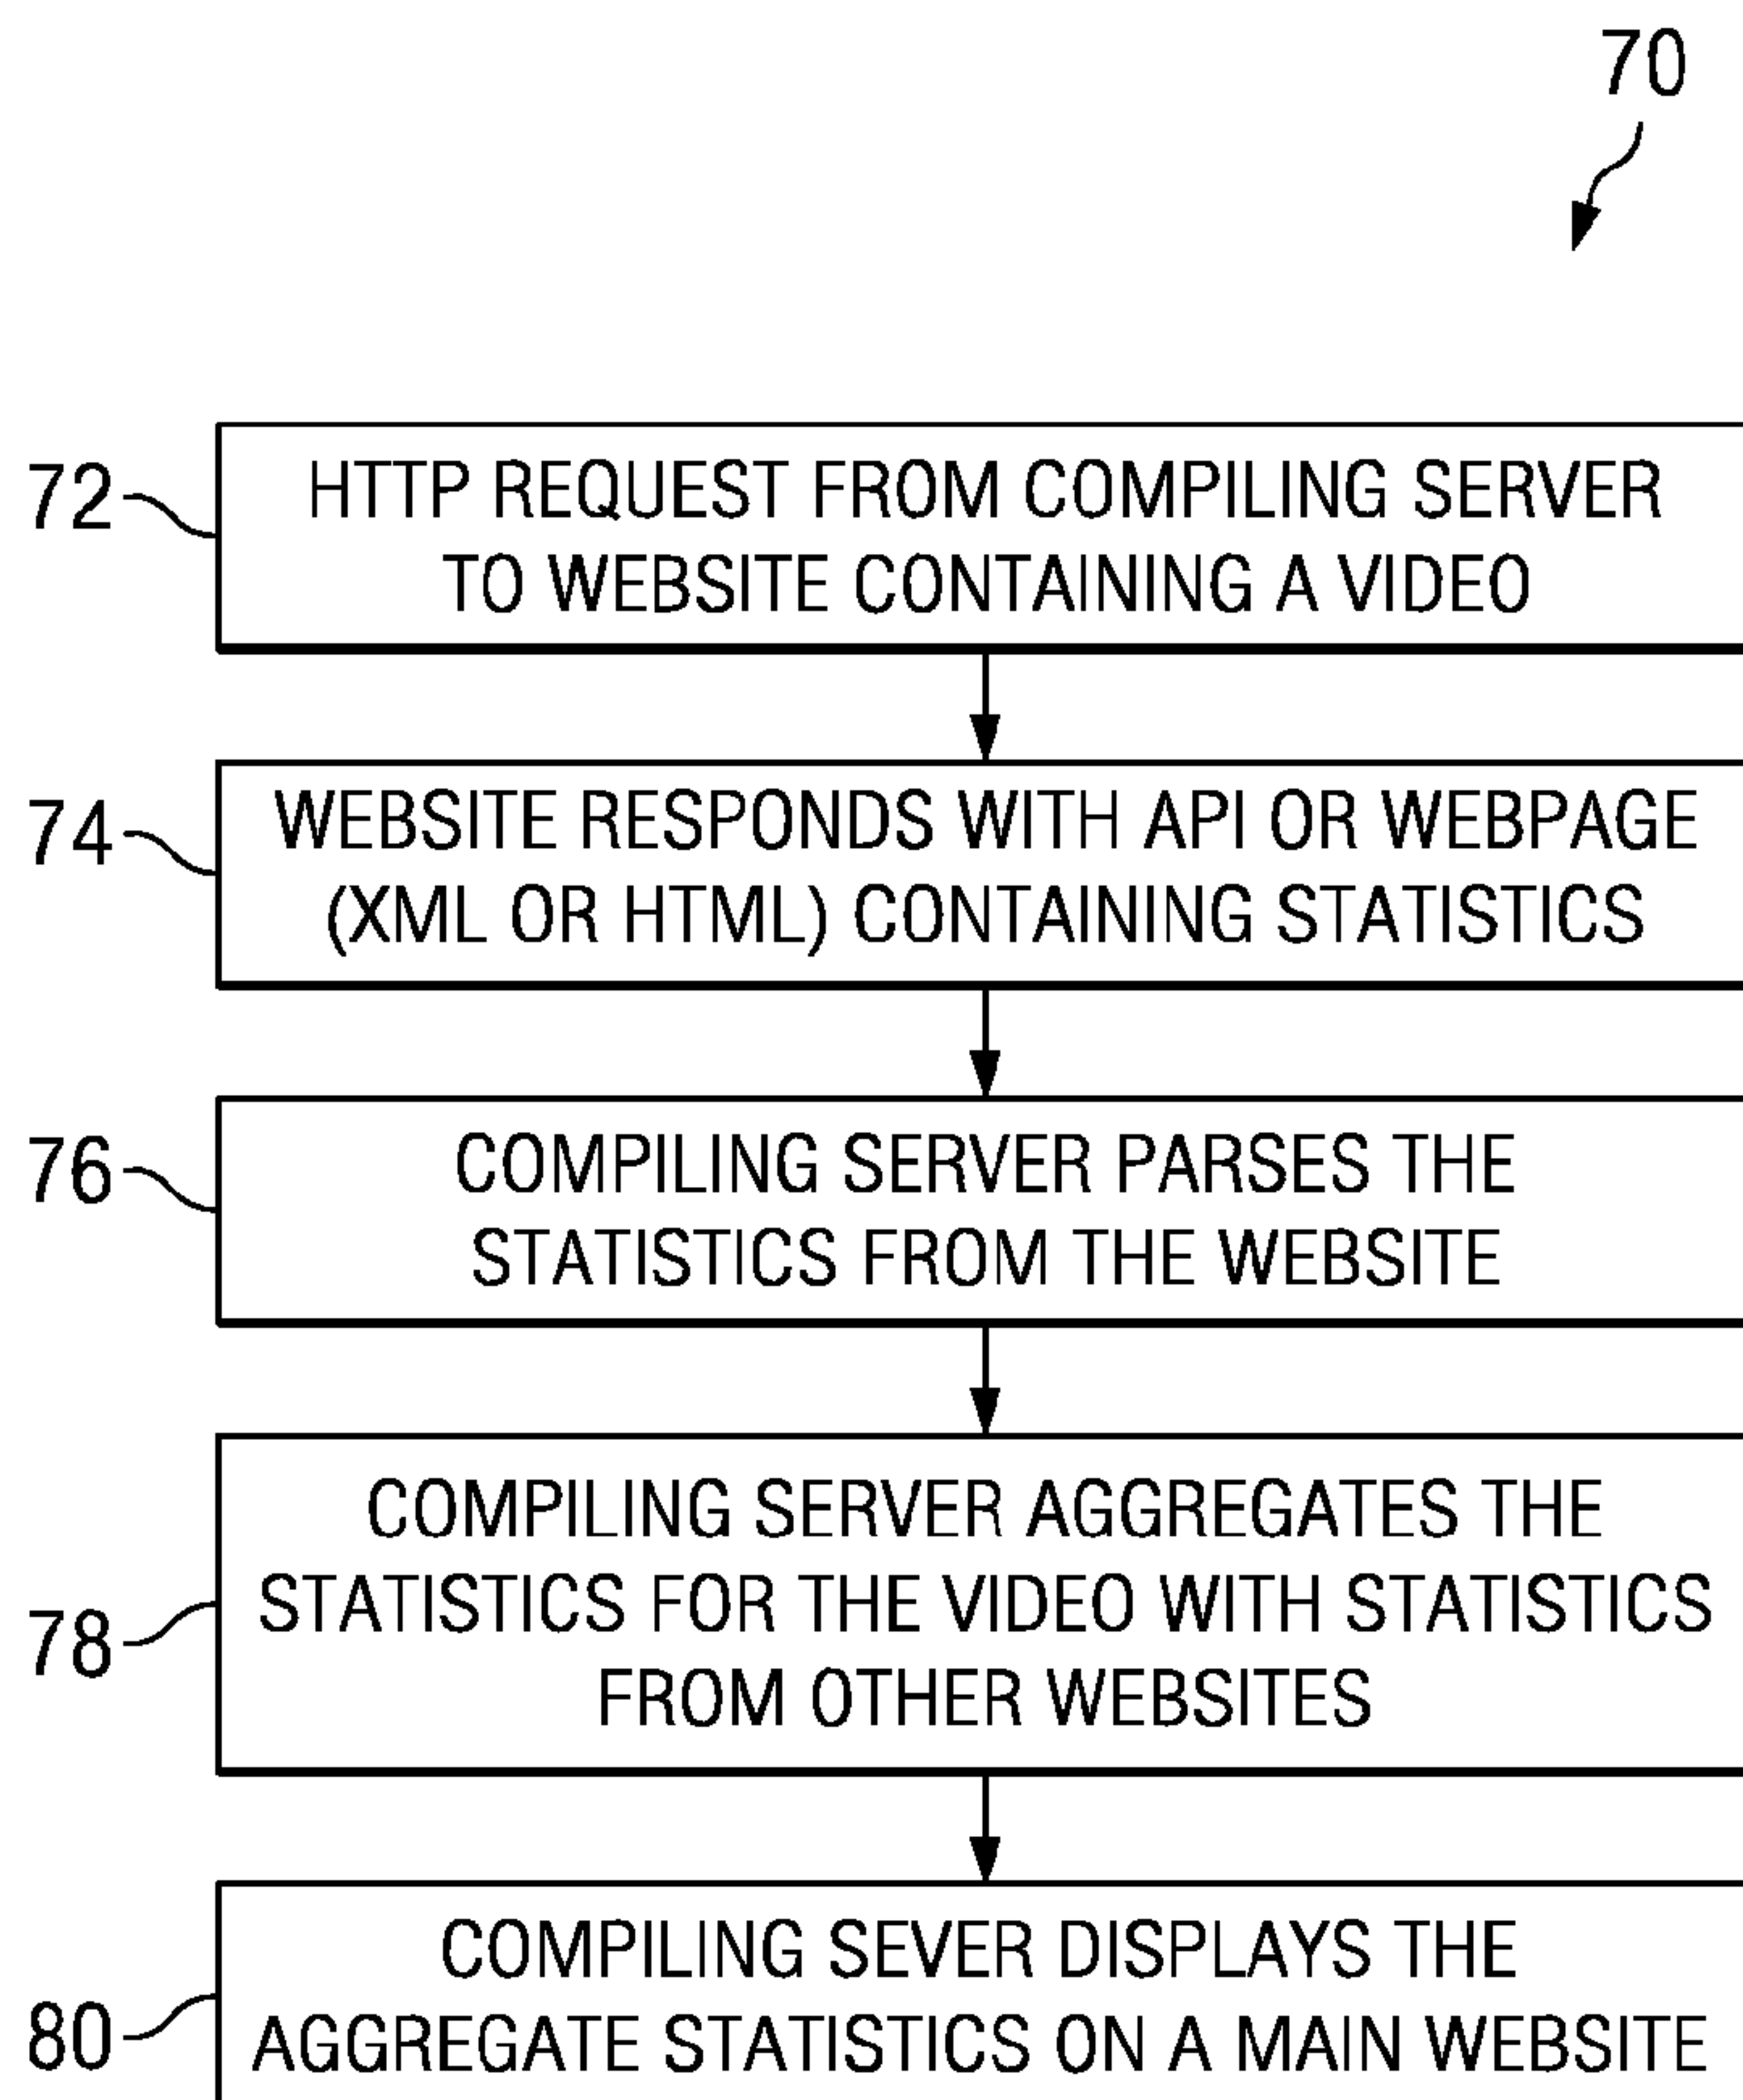 70
72
HTTP REQUEST FROM COMPILING SERVER
TO WEBSITE CONTAINING A VIDEO
74
WEBSITE RESPONDS WITH API OR WEBPAGE
(XML OR HTML) CONTAINING STATISTICS
76
COMPILING SERVER PARSES THE
STATISTICS FROM THE WEBSITE
78
COMPILING SERVER AGGREGATES THE
STATISTICS FOR THE VIDEO WITH STATISTICS
FROM OTHER WEBSITES
80
COMPILING SEVER DISPLAYS THE
AGGREGATE STATISTICS ON A MAIN WEBSITE